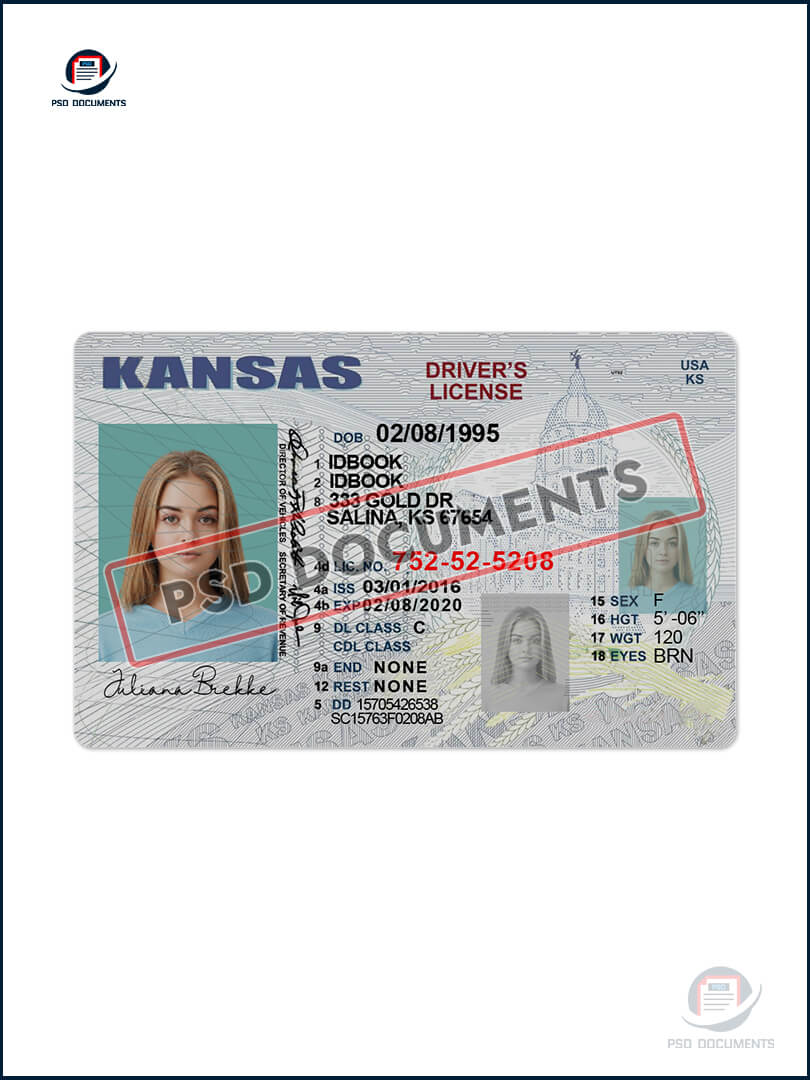 PSD DOCUMENTS
KANSAS
DRIVER'S
LICENSE
USA
KS
DOB 02/08/1995
1 IDBOOK
2 IDBOOK
8 333 GOLD DR
SALINA, KS 67654
4d LIC. NO. 752-52-5208
4a ISS 03/01/2016
4b EXP 02/08/2020
9 DL CLASS C
CDL CLASS
9a END NONE
12 REST NONE
5 DD 15705426538
SC15763F0208AB
15 SEX F
16 HGT 5'-06"
17 WGT 120
18 EYES BRN
DIRECTOR OF VEHICLES
SECRETARY OF REVENUE
Juliana Brekke
PSD DOCUMENTS
KANSAS
KS
KANSAS
PSD
PSD DOCUMENTS